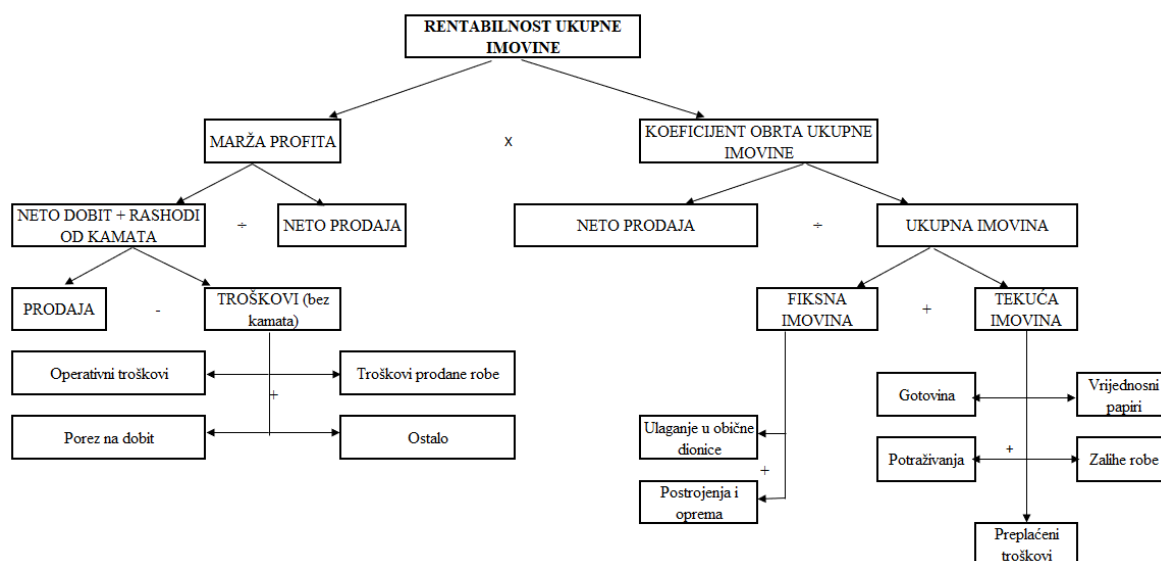 RENTABILNOST UKUPNE
IMOVINE
MARŽA PROFITA
x
KOEFICIJENT OBRTA UKUPNE
IMOVINE
NETO DOBIT + RASHODI
OD KAMATA
÷
NETO PRODAJA
NETO PRODAJA
÷
UKUPNA IMOVINA
PRODAJA
-
TROŠKOVI (bez
kamata)
FIKSNA
IMOVINA
+
TEKUĆA
IMOVINA
Operativni troškovi
Troškovi prodane robe
+
Porez na dobit
Ostalo
Ulaganje u obične
dionice
+
Postrojenja i
oprema
Gotovina
Vrijednosni
papiri
Potraživanja
+
Zalihe robe
Preplaćeni
troškovi